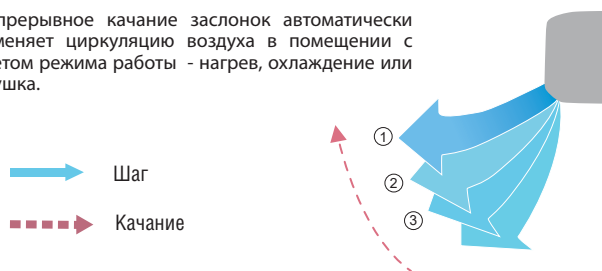 прерывное качание заслонок автоматически
меняет циркуляцию воздуха в помещении с
етом режима работы - нагрев, охлаждение или
ушка.
1
Шаг
2
3
Качание